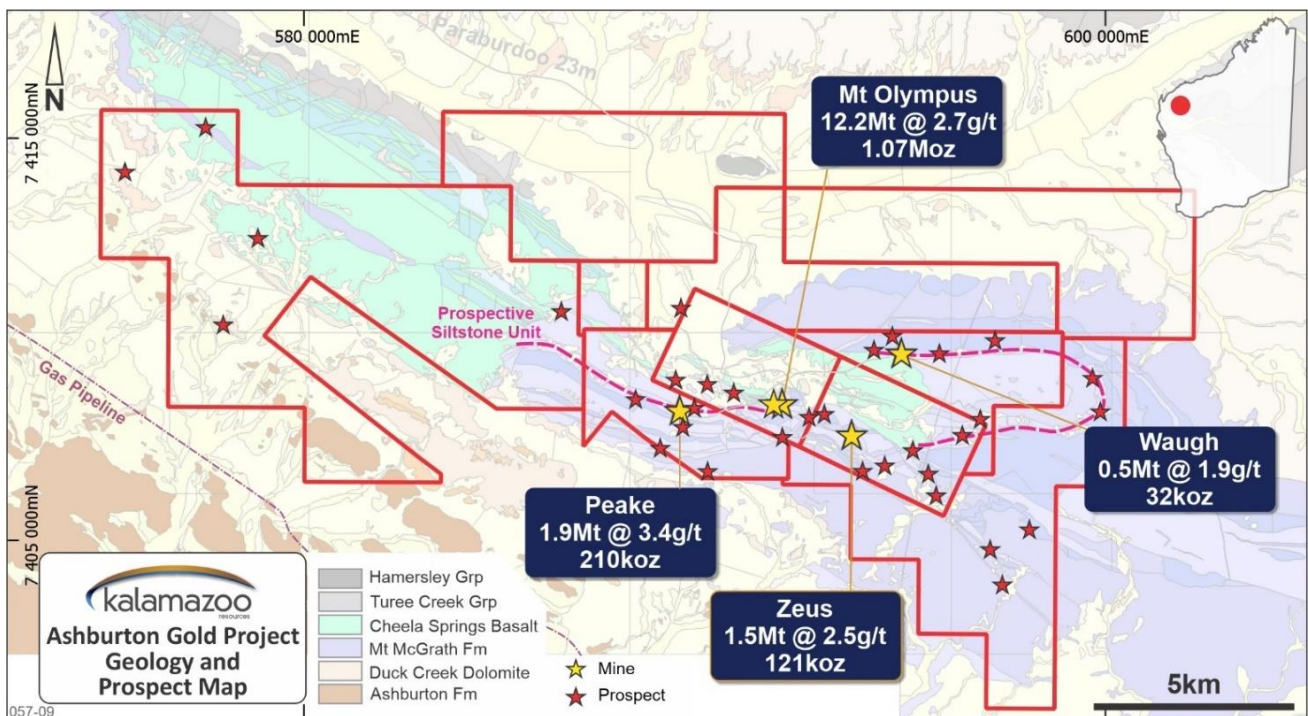 580 000mE
600 000mE
Paraburdoo 23m
N
7 415 000mN
Mt Olympus
12.2Mt @ 2.7g/t
1.07Moz
Prospective
Siltstone Unit
Gas Pipeline
Waugh
0.5Mt @ 1.9g/t
32koz
Peake
1.9Mt @ 3.4g/t
210koz
7 405 000mN
Zeus
1.5Mt @ 2.5g/t
121koz
kalamazoo
resources
Ashburton Gold Project
Geology and
Prospect Map
Hamersley Grp
Turee Creek Grp
Cheela Springs Basalt
Mt McGrath Fm
Duck Creek Dolomite
Ashburton Fm
Mine
Prospect
5km
057-09